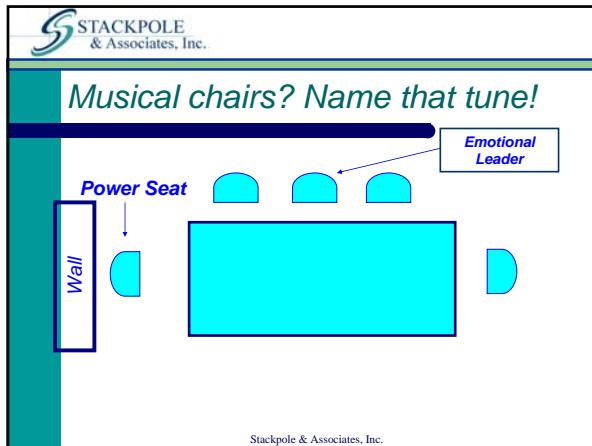 STACKPOLE
& Associates, Inc.
Musical chairs? Name that tune!
Emotional
Leader
Power Seat
Wall
Stackpole & Associates, Inc.